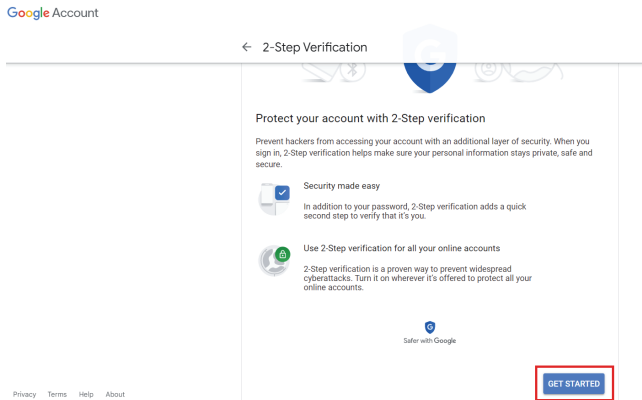 Google Account
← 2-Step Verification
Protect your account with 2-Step verification
Prevent hackers from accessing your account with an additional layer of security. When you
sign in, 2-Step verification helps make sure your personal information stays private, safe and
secure.
Security made easy
In addition to your password, 2-Step verification adds a quick
second step to verify that it's you.
Use 2-Step verification for all your online accounts
2-Step verification is a proven way to prevent widespread
cyberattacks. Turn it on wherever it's offered to protect all your
online accounts.
G
Safer with Google
GET STARTED
Privacy Terms Help About